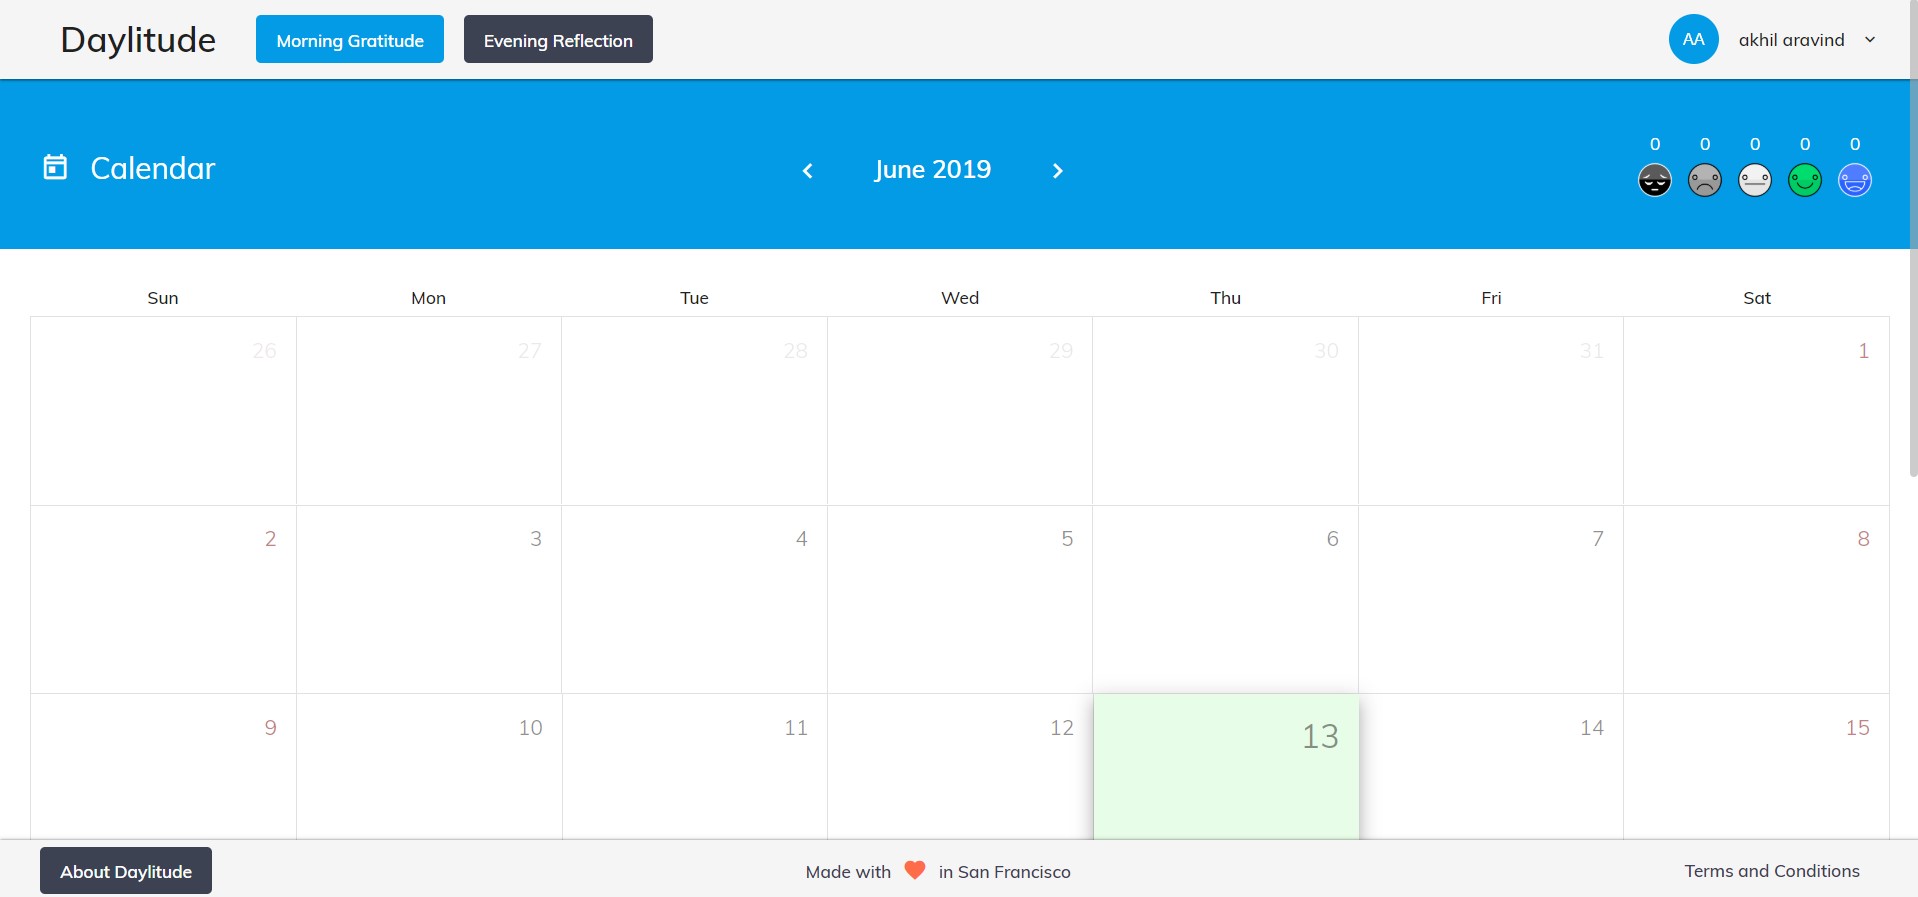 Daylitude
Morning Gratitude
Evening Reflection
AA
akhil aravind
Calendar
June 2019
0 0 0 0 0
Sun Mon Tue Wed Thu Fri Sat
26 27 28 29 30 31 1
2 3 4 5 6 7 8
9 10 11 12 13 14 15
About Daylitude
Made with in San Francisco
Terms and Conditions